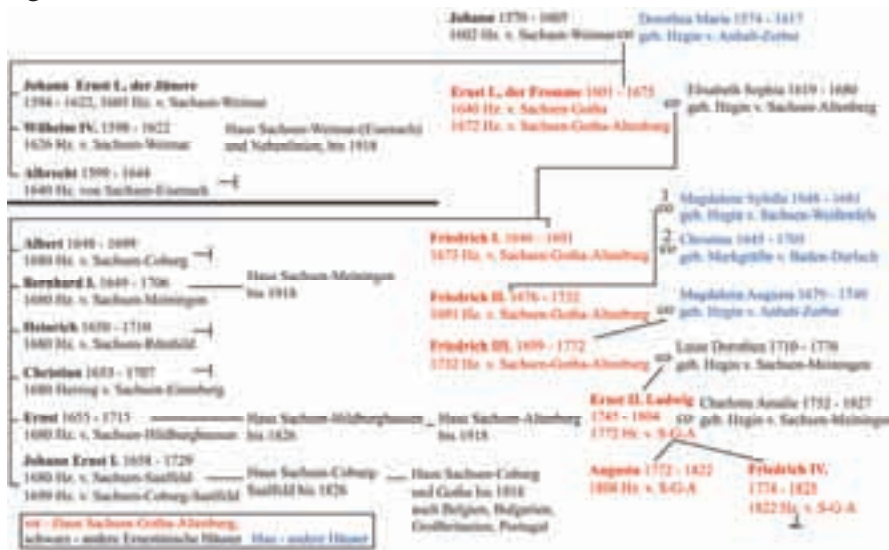 Johann 1570 - 1605
1602 Hz. v. Sachsen-Weimar
Dorothea Maria 1574 - 1617
geb. Hzgin v. Anhalt-Zerbst
Johann Ernst I., der Jüngere
1594 - 1622, 1605 Hz. v. Sachsen-Weimar
Ernst I., der Fromme 1601 - 1675
1640 Hz. v. Sachsen-Gotha
1672 Hz. v. Sachsen-Gotha-Altenburg
Elisabeth Sophia 1619 - 1680
geb. Hzgin v. Sachsen-Altenburg
Wilhelm IV. 1598 - 1622
1626 Hz. v. Sachsen-Weimar
Haus Sachsen-Weimar-(Eisenach)
und Nebenlinien, bis 1918
Albrecht 1599 - 1644
1640 Hz. von Sachsen-Eisenach
1
Magdalena Sybilla 1648 - 1681
geb. Hzgin v. Sachsen-Weißenfels
2
Christina 1645 - 1705
geb. Markgräfin v. Baden-Durlach
Albert 1648 - 1699
1680 Hz. v. Sachsen-Coburg
Friedrich I. 1646 - 1691
1675 Hz. v. Sachsen-Gotha-Altenburg
Bernhard I. 1649 - 1706
1680 Hz. v. Sachsen-Meiningen
Haus Sachsen-Meiningen
bis 1918
Friedrich II. 1676 - 1732
1691 Hz. v. Sachsen-Gotha-Altenburg
Magdalena Augusta 1679 - 1740
geb. Hzgin v. Anhalt-Zerbst
Heinrich 1650 - 1710
1680 Hz. v. Sachsen-Römhild
Friedrich III. 1699 - 1772
1732 Hz. v. Sachsen-Gotha-Altenburg
Luise Dorothea 1710 - 1776
geb. Hzgin v. Sachsen-Meiningen
Christian 1653 - 1707
1680 Herzog v. Sachsen-Eisenberg
Ernst II. Ludwig
1745 - 1804
1772 Hz. v. S-G-A
Charlotte Amalie 1752 - 1827
geb. Hzgin v. Sachsen-Meiningen
Ernst 1655 - 1715
1680 Hz. v. Sachsen-Hildburghausen
Haus Sachsen-Hildburghausen
bis 1826
Haus Sachsen-Altenburg
bis 1918
Johann Ernst I. 1658 - 1729
1680 Hz. v. Sachsen-Saalfeld
1699 Hz. v. Sachsen-Coburg-Saalfeld
Haus Sachsen-Coburg-
Saalfeld bis 1826
Haus Sachsen-Coburg
und Gotha bis 1918
auch Belgien, Bulgarien,
Großbritannien, Portugal
August 1772 - 1822
1804 Hz. v. S-G-A
Friedrich IV.
1774 - 1825
1822 Hz. v. S-G-A
rot - Haus Sachsen-Gotha-Altenburg,
schwarz - andere Ernestinische Häuser
blau - andere Häuser